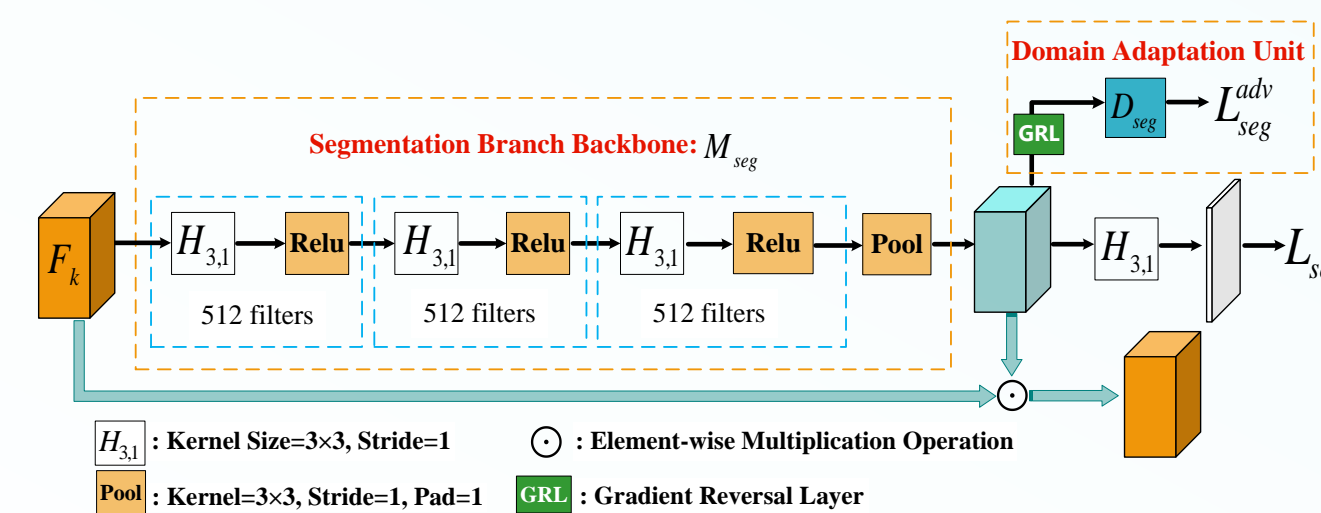 Domain Adaptation Unit
GRL
D_seg
L_seg^adv
Segmentation Branch Backbone: M_seg
F_k
H_3,1
Relu
H_3,1
Relu
H_3,1
Relu
Pool
H_3,1
512 filters
512 filters
512 filters
H_3,1 : Kernel Size=3×3, Stride=1
⊙ : Element-wise Multiplication Operation
Pool : Kernel=3×3, Stride=1, Pad=1
GRL : Gradient Reversal Layer